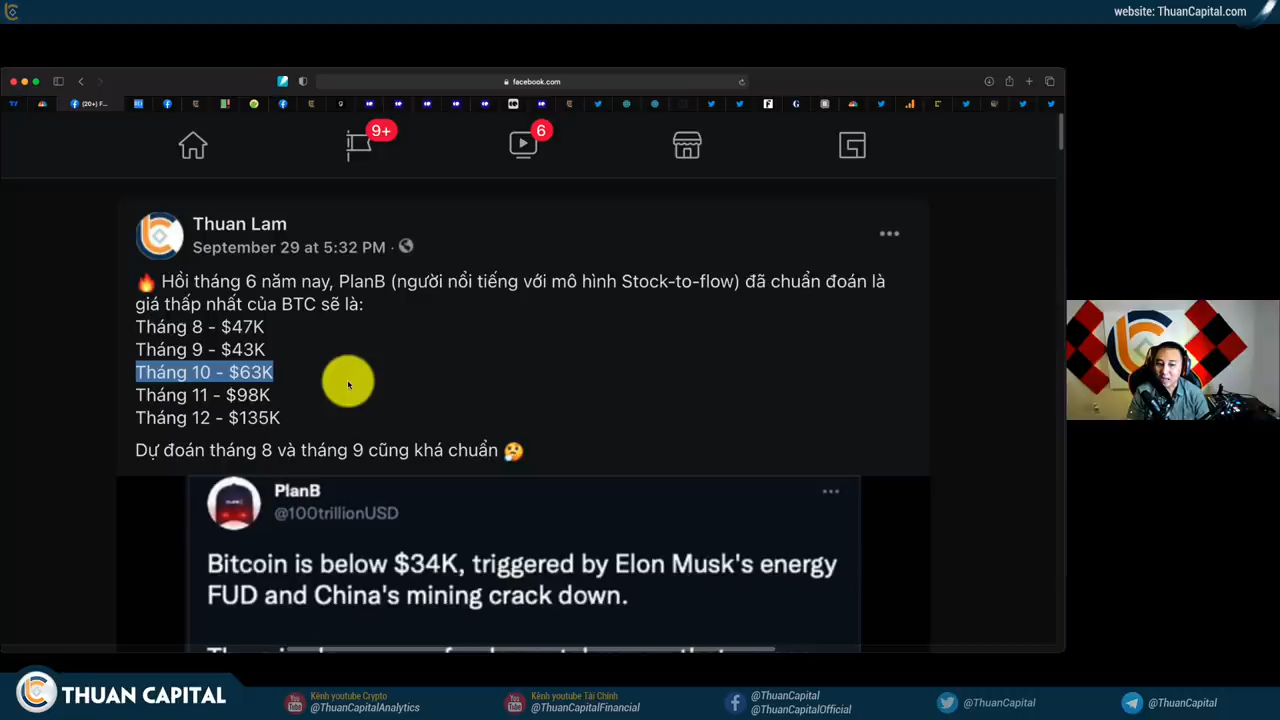 website: ThuanCapital.com
facebook.com
(20+) F...
9+
6
Thuan Lam
September 29 at 5:32 PM ·
🔥 Hồi tháng 6 năm nay, PlanB (người nổi tiếng với mô hình Stock-to-flow) đã chuẩn đoán là
giá thấp nhất của BTC sẽ là:
Tháng 8 - $47K
Tháng 9 - $43K
Tháng 10 - $63K
Tháng 11 - $98K
Tháng 12 - $135K
Dự đoán tháng 8 và tháng 9 cũng khá chuẩn 🤔
PlanB
@100trillionUSD
Bitcoin is below $34K, triggered by Elon Musk's energy
FUD and China's mining crack down.
THUAN CAPITAL
Kênh youtube Crypto
@ThuanCapitalAnalytics
Kênh youtube Tài Chính
@ThuanCapitalFinancial
@ThuanCapital
@ThuanCapitalOfficial
@ThuanCapital
@ThuanCapital